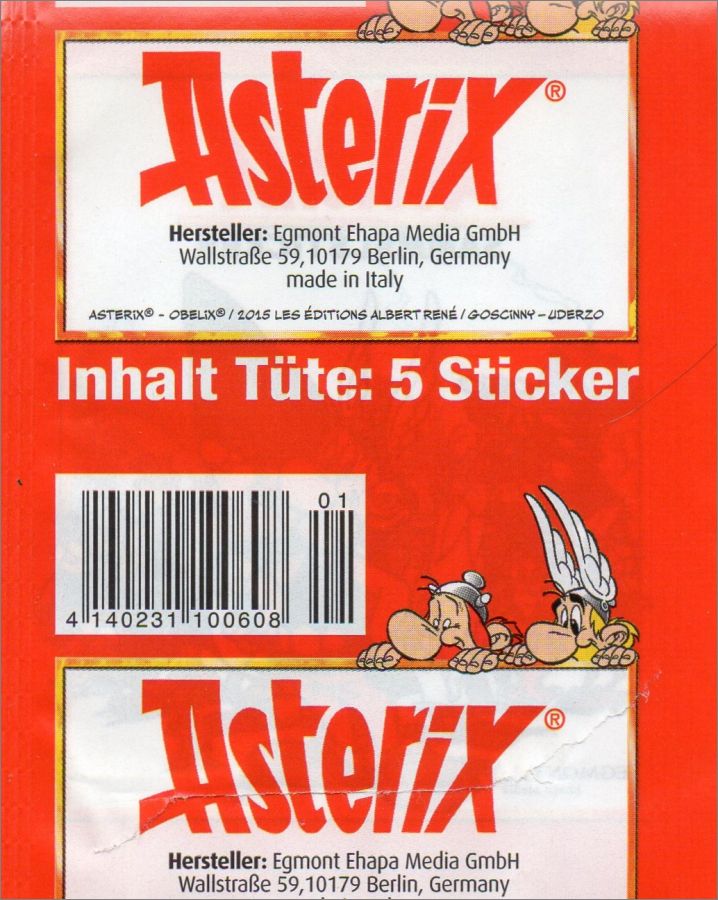 Asterix®
Hersteller: Egmont Ehapa Media GmbH
Wallstraße 59,10179 Berlin, Germany
made in Italy
ASTERIX® - OBELIX® / 2015 LES ÉDITIONS ALBERT RENÉ / GOSCINNY - UDERZO
Inhalt Tüte: 5 Sticker
01
4 140231 100608
Asterix®
Hersteller: Egmont Ehapa Media GmbH
Wallstraße 59,10179 Berlin, Germany